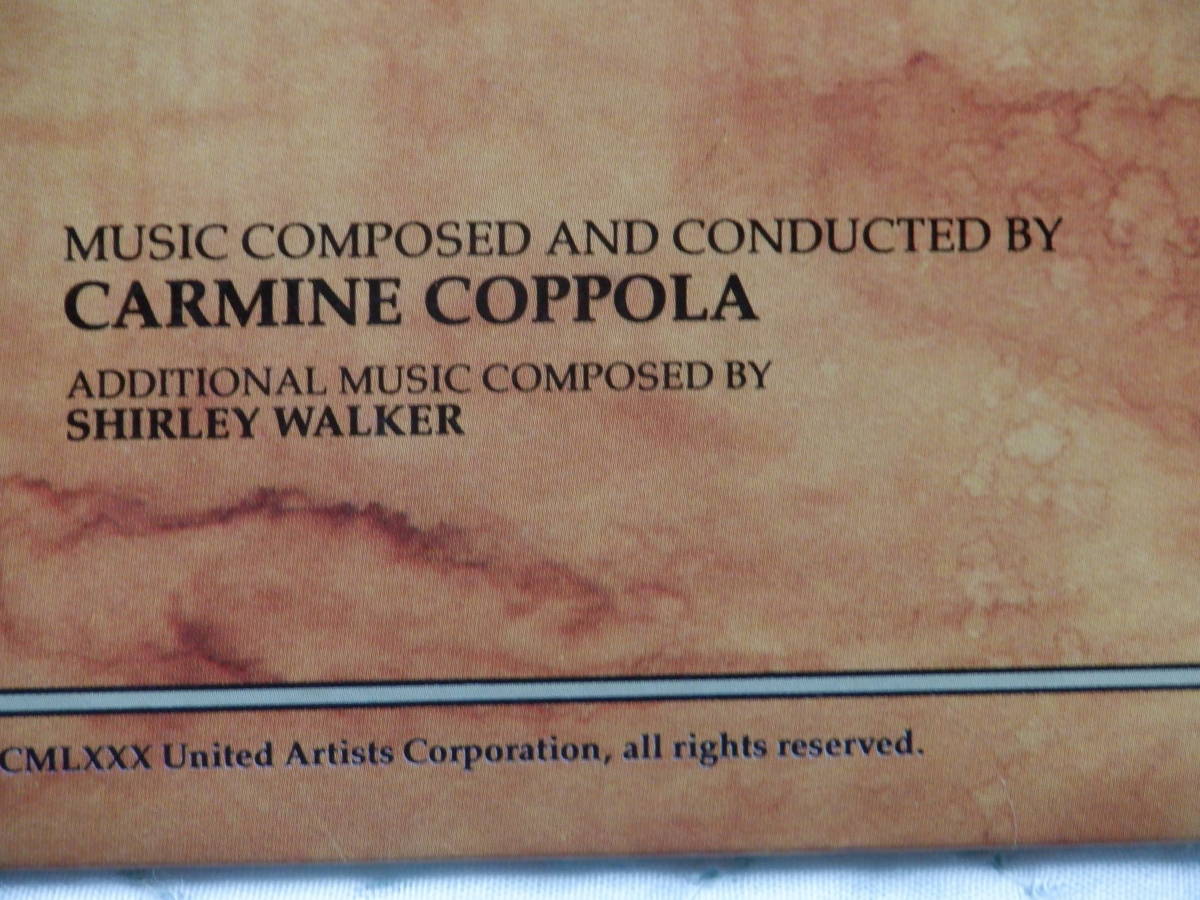 MUSIC COMPOSED AND CONDUCTED BY
CARMINE COPPOLA
ADDITIONAL MUSIC COMPOSED BY
SHIRLEY WALKER
CMLXXX United Artists Corporation, all rights reserved.